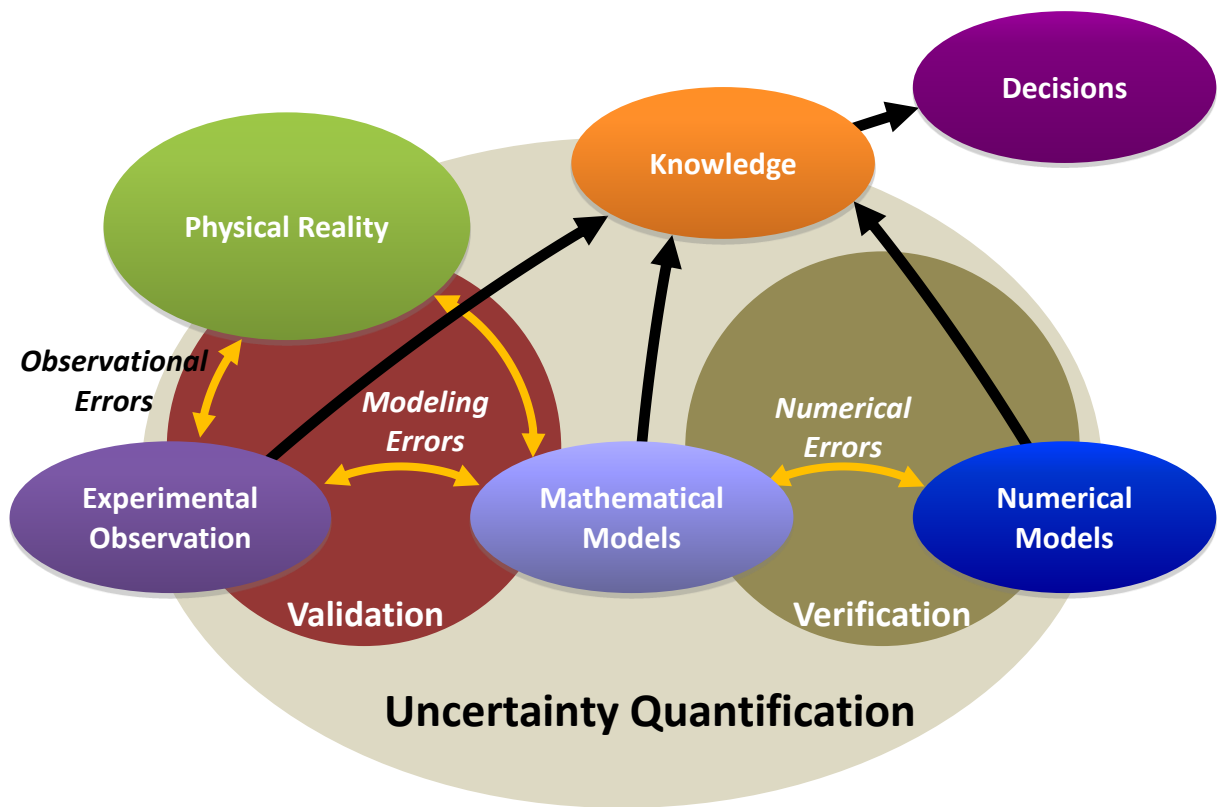 Decisions
Knowledge
Physical Reality
Observational
Errors
Modeling
Errors
Numerical
Errors
Experimental
Observation
Mathematical
Models
Numerical
Models
Validation
Verification
Uncertainty Quantification